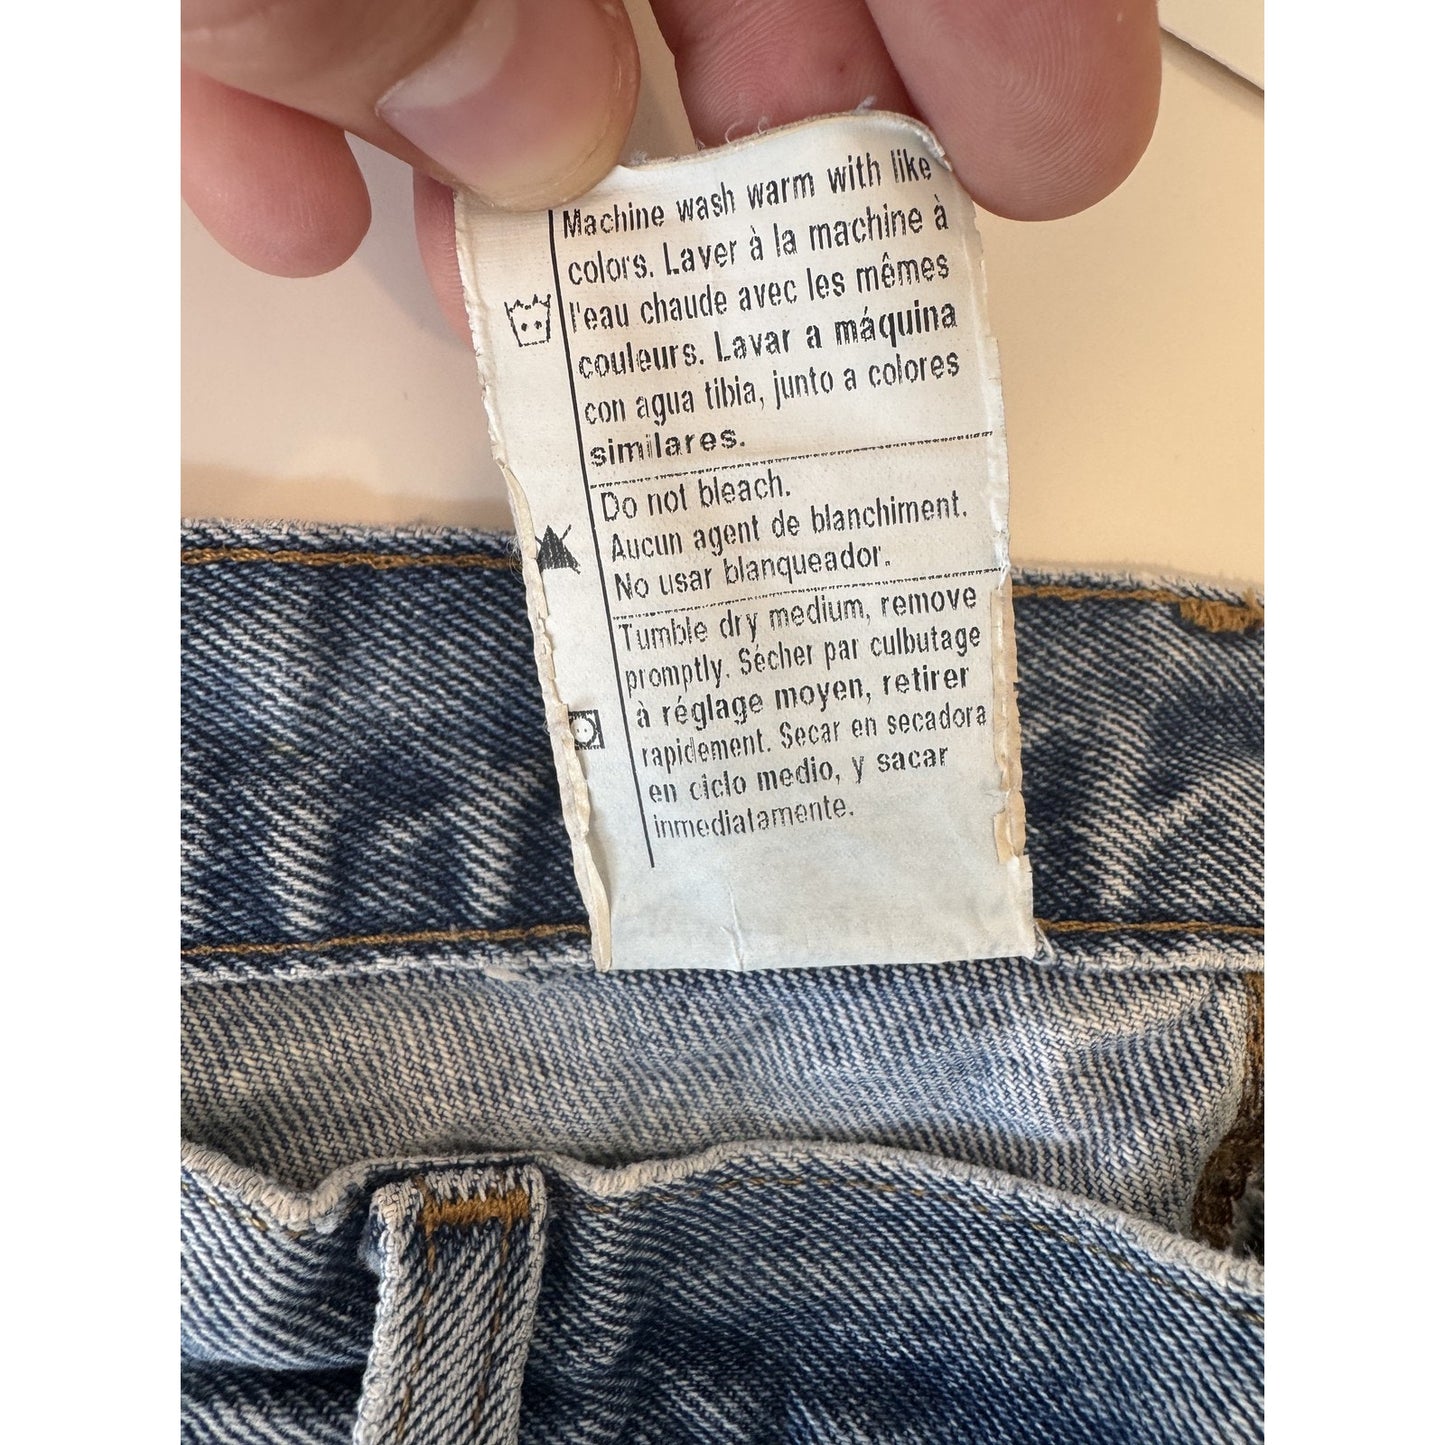 Machine wash warm with like
colors. Laver à la machine à
l'eau chaude avec les mêmes
couleurs. Lavar a máquina
con agua tibia, junto a colores
similares.
Do not bleach.
Aucun agent de blanchiment.
No usar blanqueador.
Tumble dry medium, remove
promptly. Sécher par culbutage
à réglage moyen, retirer
rapidement. Secar en secadora
en ciclo medio, y sacar
inmediatamente.